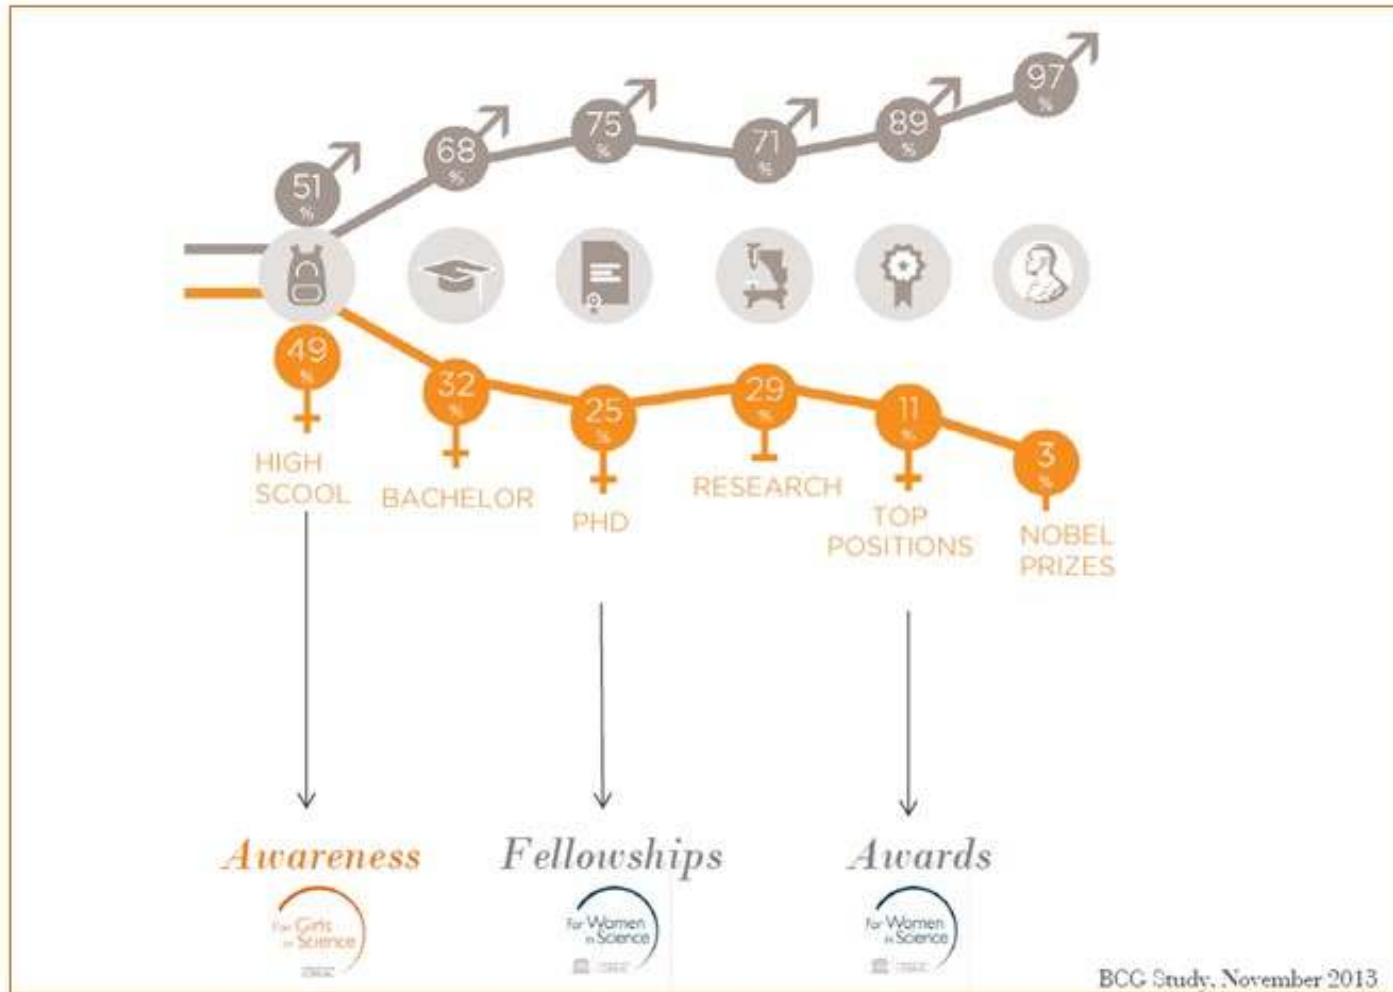 51
%
68
%
75
%
71
%
89
%
97
%
49
%
32
%
25
%
29
%
11
%
3
%
HIGH
SCOOL
BACHELOR
PHD
RESEARCH
TOP
POSITIONS
NOBEL
PRIZES
Awareness
Fellowships
Awards
For Girls
in Science
For Women
in Science
For Women
in Science
BCG Study, November 2013